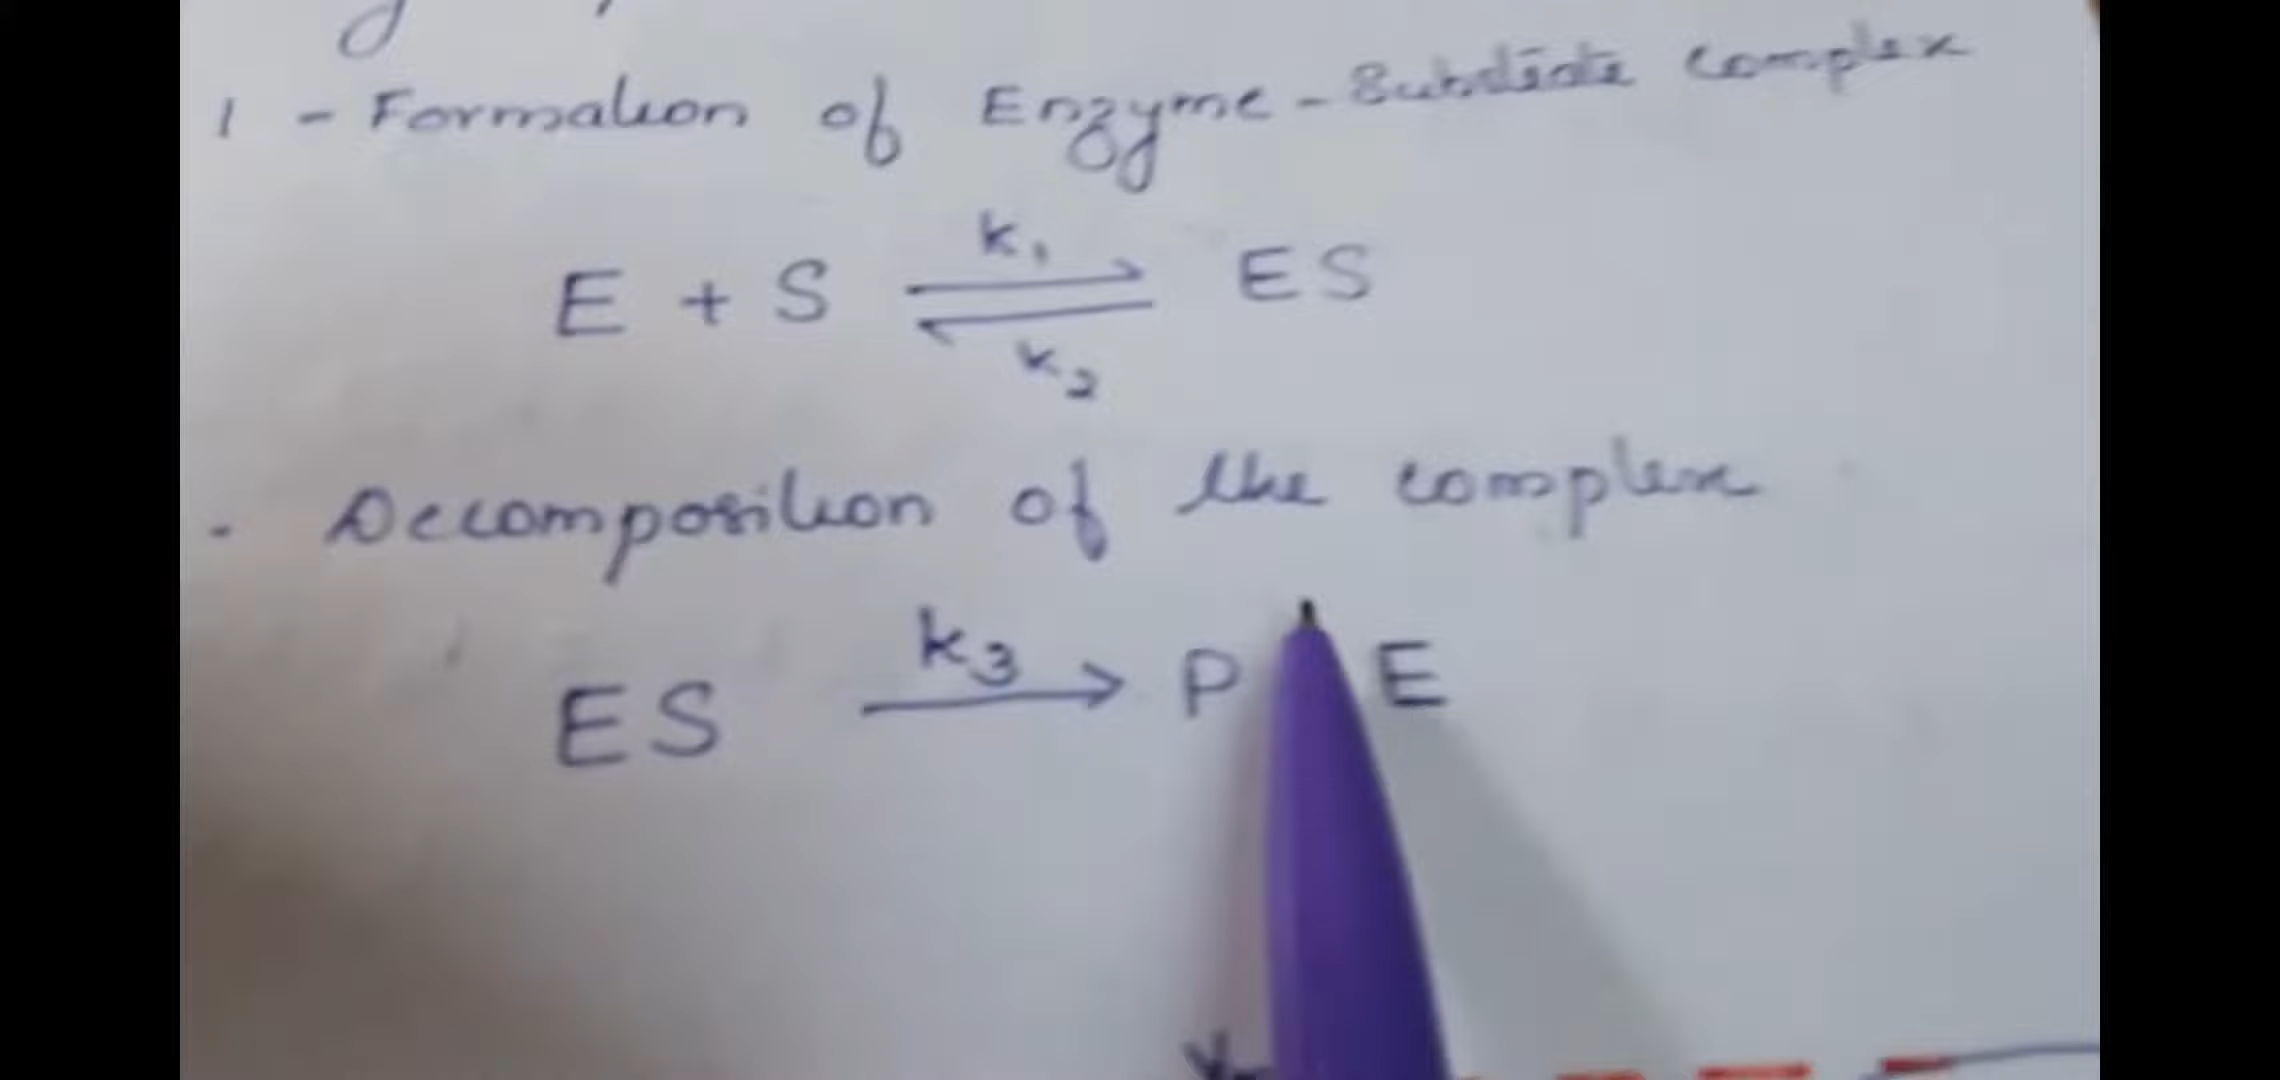 1 - Formation of Enzyme - Substrate complex
k₁
E + S ⇌ ES
k₂
. Decomposition of the complex
k₃
ES ⟶ P E